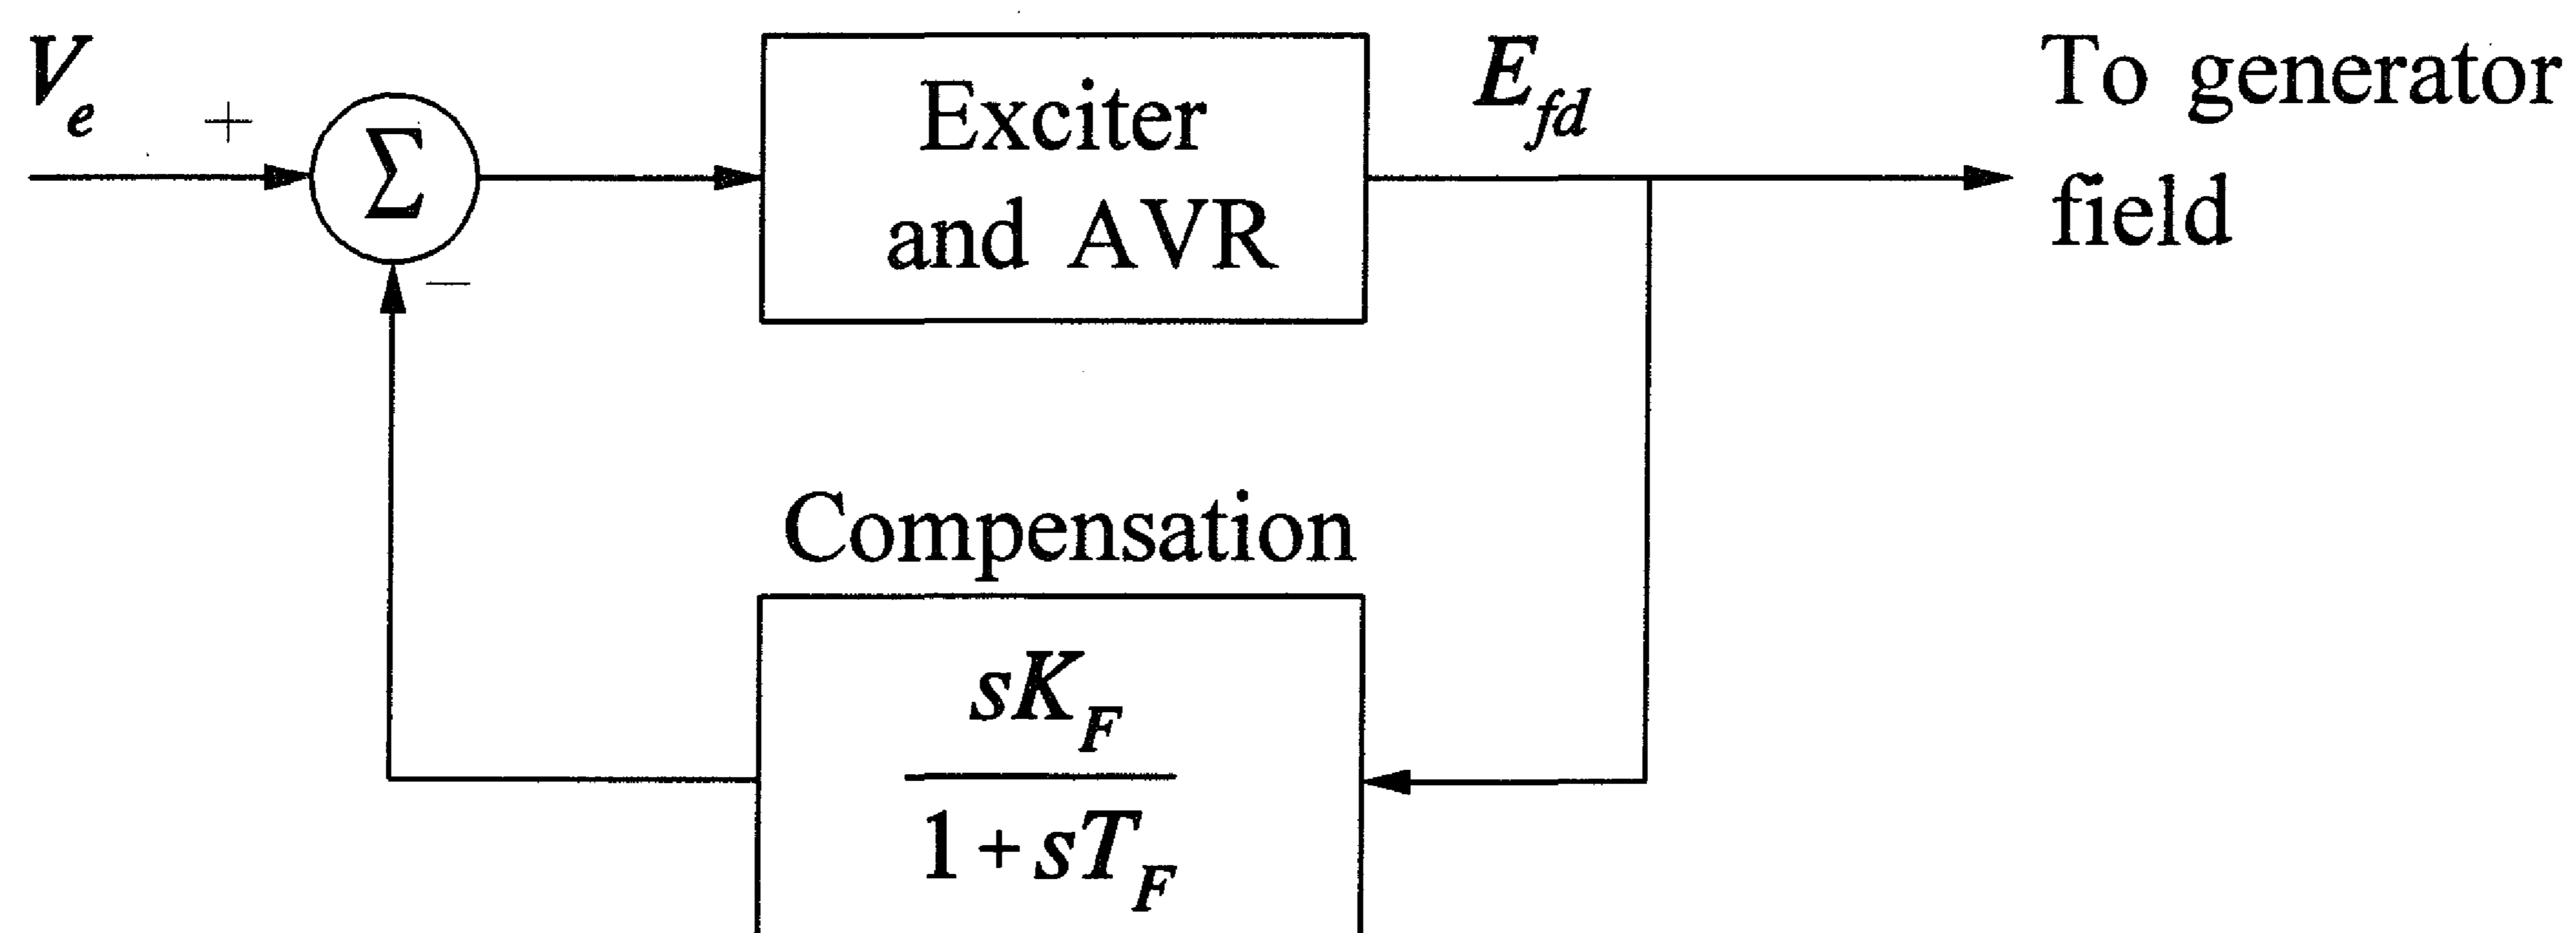 V_e
+
Σ
−
Exciter
and AVR
E_fd
To generator
field
Compensation
sK_F
1+sT_F